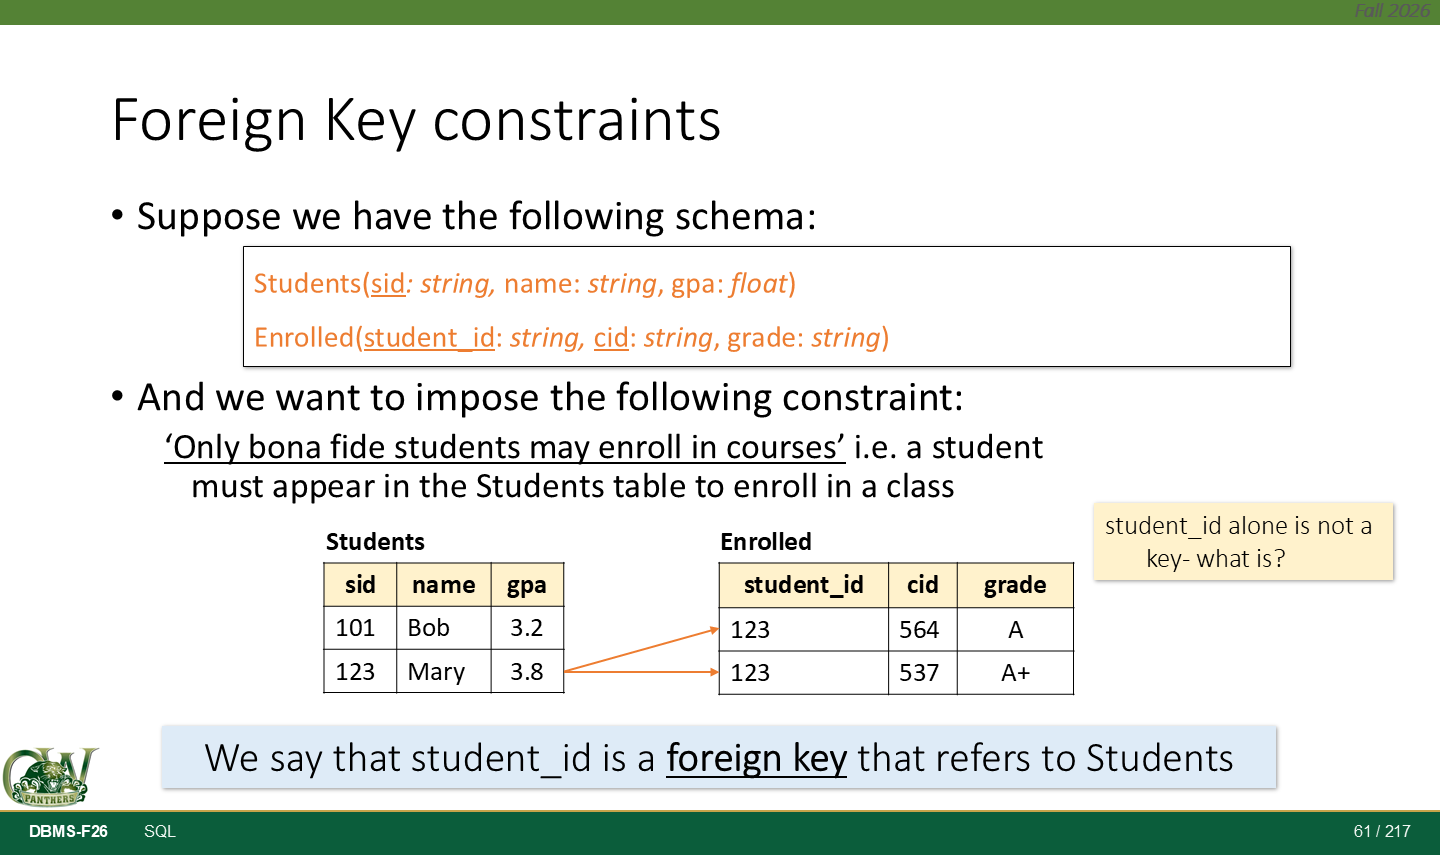 Fall 2026
Foreign Key constraints
• Suppose we have the following schema:
Students(sid: string, name: string, gpa: float)
Enrolled(student_id: string, cid: string, grade: string)
• And we want to impose the following constraint:
‘Only bona fide students may enroll in courses’ i.e. a student
must appear in the Students table to enroll in a class
student_id alone is not a
key- what is?
Students
sid name gpa
101 Bob 3.2
123 Mary 3.8
Enrolled
student_id cid grade
123 564 A
123 537 A+
We say that student_id is a foreign key that refers to Students
CW
PANTHERS
DBMS-F26 SQL 61 / 217